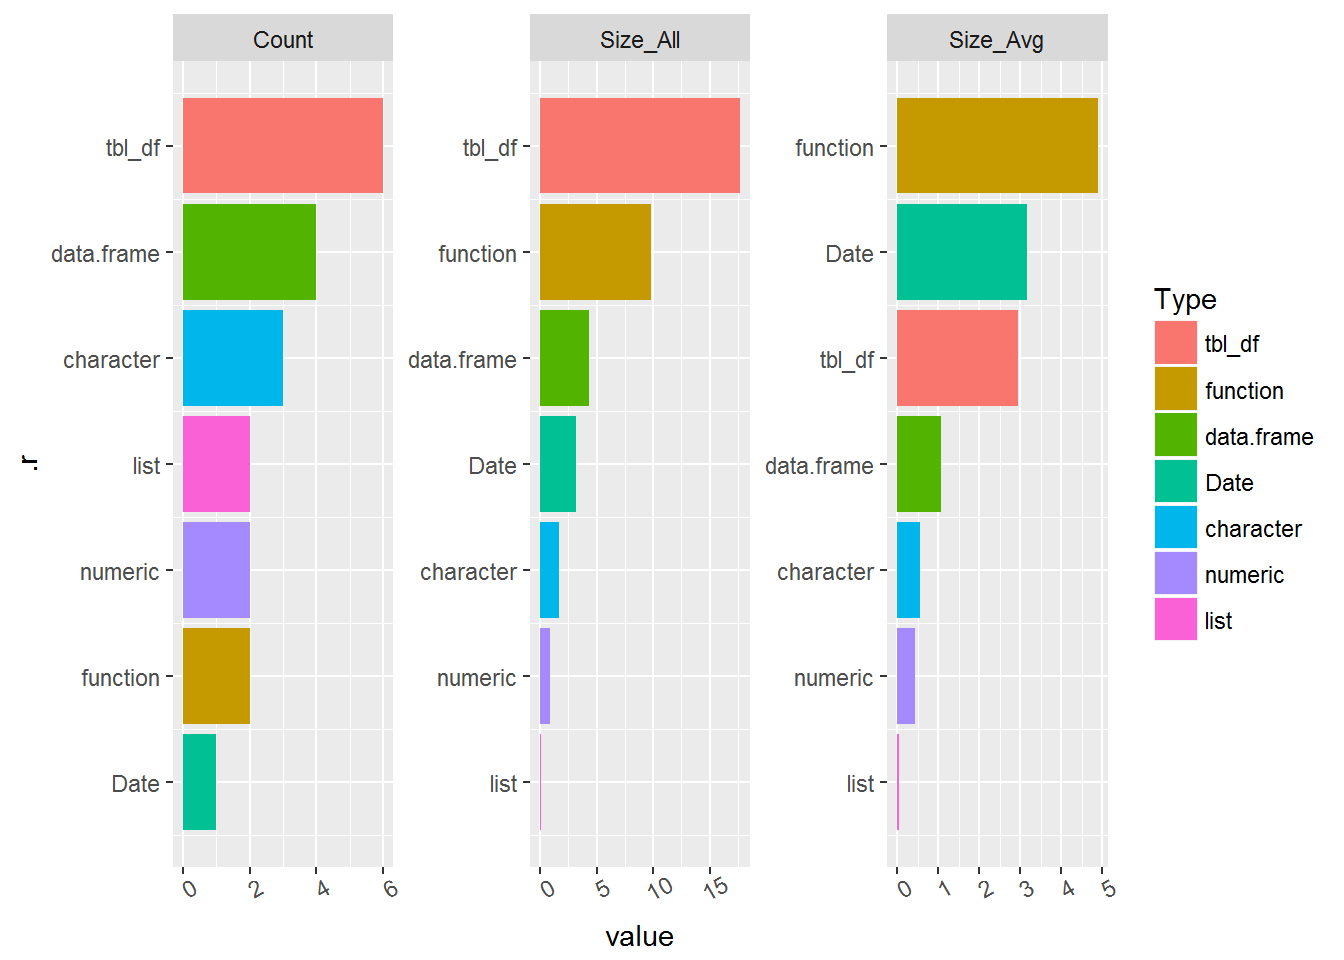 Count
Size_All
Size_Avg
tbl_df
data.frame
character
list
numeric
function
Date
tbl_df
function
data.frame
Date
character
numeric
list
function
Date
tbl_df
data.frame
character
numeric
list
0 2 4 6
0 5 10 15
0 1 2 3 4 5
value
.r
Type
tbl_df
function
data.frame
Date
character
numeric
list